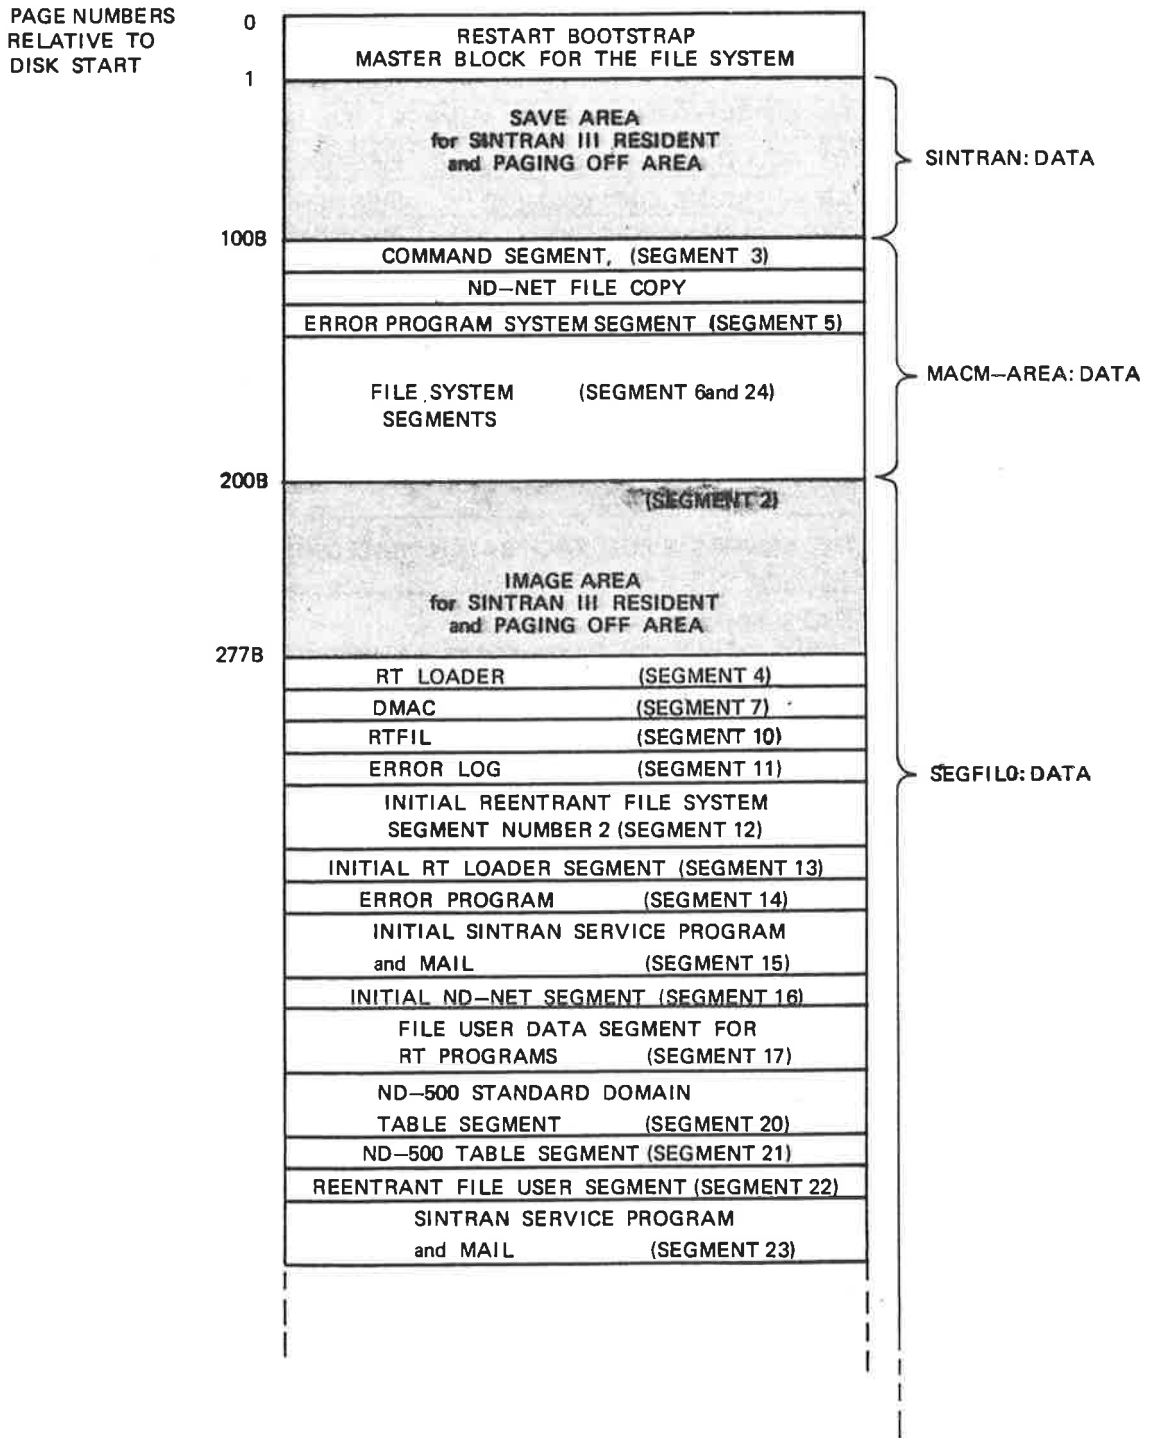 PAGE NUMBERS
RELATIVE TO
DISK START
0
RESTART BOOTSTRAP
MASTER BLOCK FOR THE FILE SYSTEM
1
SAVE AREA
for SINTRAN III RESIDENT
and PAGING OFF AREA
SINTRAN: DATA
100B
COMMAND SEGMENT, (SEGMENT 3)
ND–NET FILE COPY
ERROR PROGRAM SYSTEM SEGMENT (SEGMENT 5)
MACM–AREA: DATA
FILE SYSTEM (SEGMENT 6and 24)
SEGMENTS
200B
(SEGMENT 2)
IMAGE AREA
for SINTRAN III RESIDENT
and PAGING OFF AREA
277B
RT LOADER (SEGMENT 4)
DMAC (SEGMENT 7)
RTFIL (SEGMENT 10)
ERROR LOG (SEGMENT 11)
SEGFIL0: DATA
INITIAL REENTRANT FILE SYSTEM
SEGMENT NUMBER 2 (SEGMENT 12)
INITIAL RT LOADER SEGMENT (SEGMENT 13)
ERROR PROGRAM (SEGMENT 14)
INITIAL SINTRAN SERVICE PROGRAM
and MAIL (SEGMENT 15)
INITIAL ND–NET SEGMENT (SEGMENT 16)
FILE USER DATA SEGMENT FOR
RT PROGRAMS (SEGMENT 17)
ND–500 STANDARD DOMAIN
TABLE SEGMENT (SEGMENT 20)
ND–500 TABLE SEGMENT (SEGMENT 21)
REENTRANT FILE USER SEGMENT (SEGMENT 22)
SINTRAN SERVICE PROGRAM
and MAIL (SEGMENT 23)